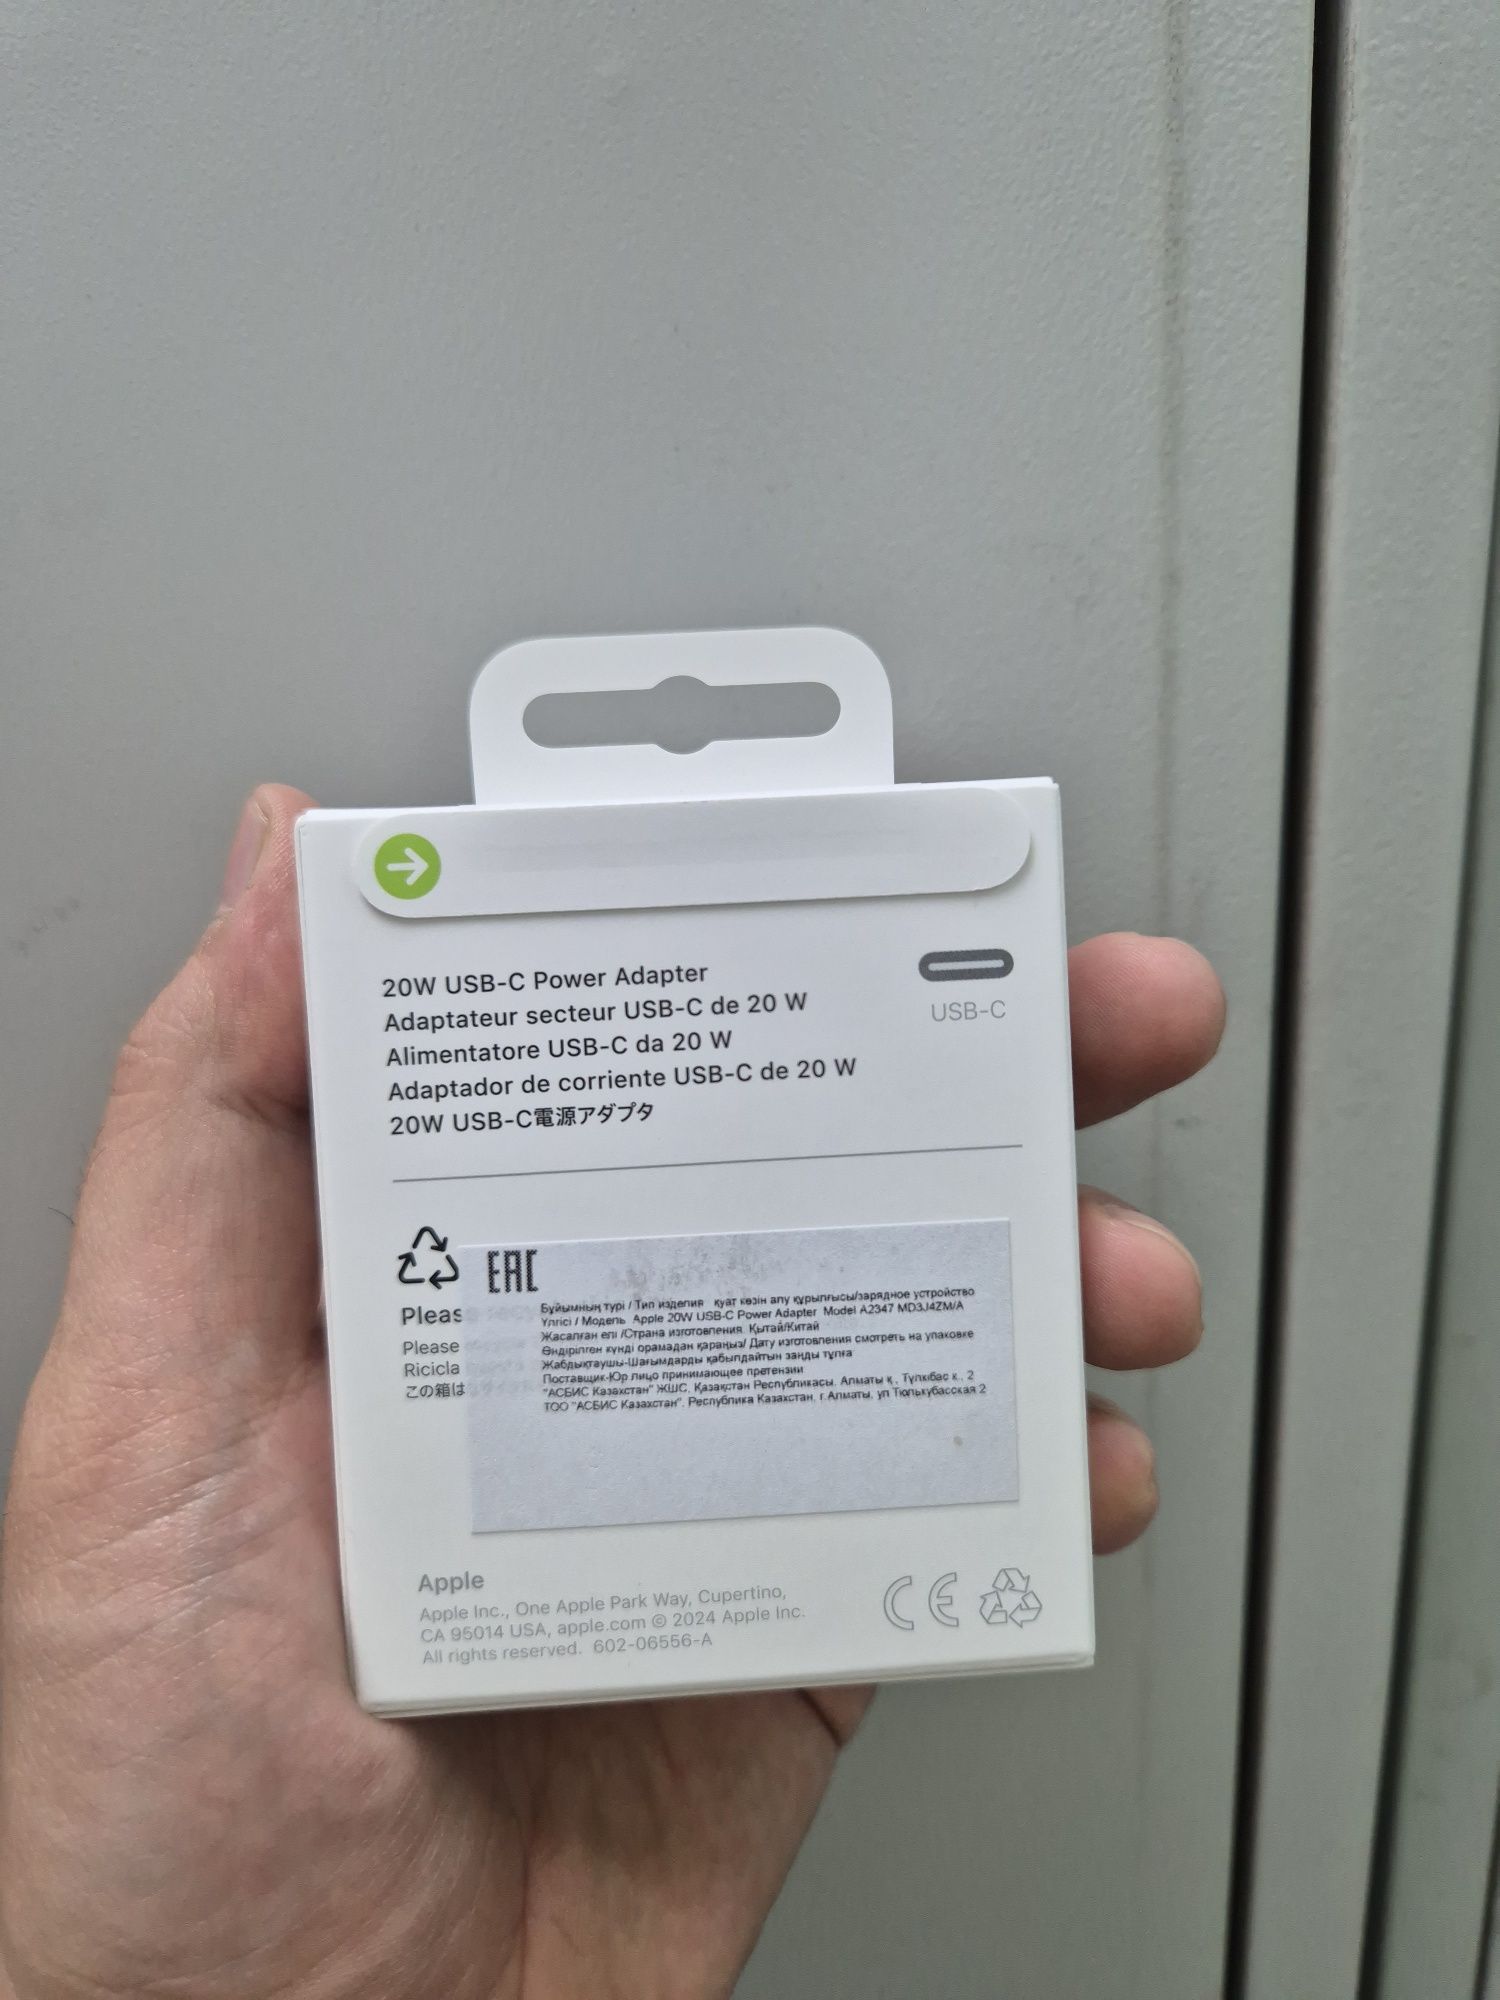 20W USB-C Power Adapter
Adaptateur secteur USB-C de 20 W
Alimentatore USB-C da 20 W
Adaptador de corriente USB-C de 20 W
20W USB-C電源アダプタ
USB-C
Pleas
Please
Ricicla
この箱は
EAC
Бұйымның түрі / Тип изделия қуат көзін алу құрылғысы/зарядное устройство
Үлгісі / Модель Apple 20W USB-C Power Adapter Model A2347 MD3J4ZM/A
Жасалған елі /Страна изготовления Қытай/Китай
Өндірілген күнді орамадан қараңыз/ Дату изготовления смотреть на упаковке
Жабдықтаушы-Шағымдарды қабылдайтын заңды тұлға
Поставщик-Юр лицо принимающее претензии
"АСБИС Казахстан" ЖШС, Қазақстан Республикасы, Алматы қ., Түлкібас к., 2
ТОО "АСБИС Казахстан", Республика Казахстан, г.Алматы, ул Тюлькубасская 2
Apple
Apple Inc., One Apple Park Way, Cupertino,
CA 95014 USA, apple.com © 2024 Apple Inc.
All rights reserved. 602-06556-A
CE